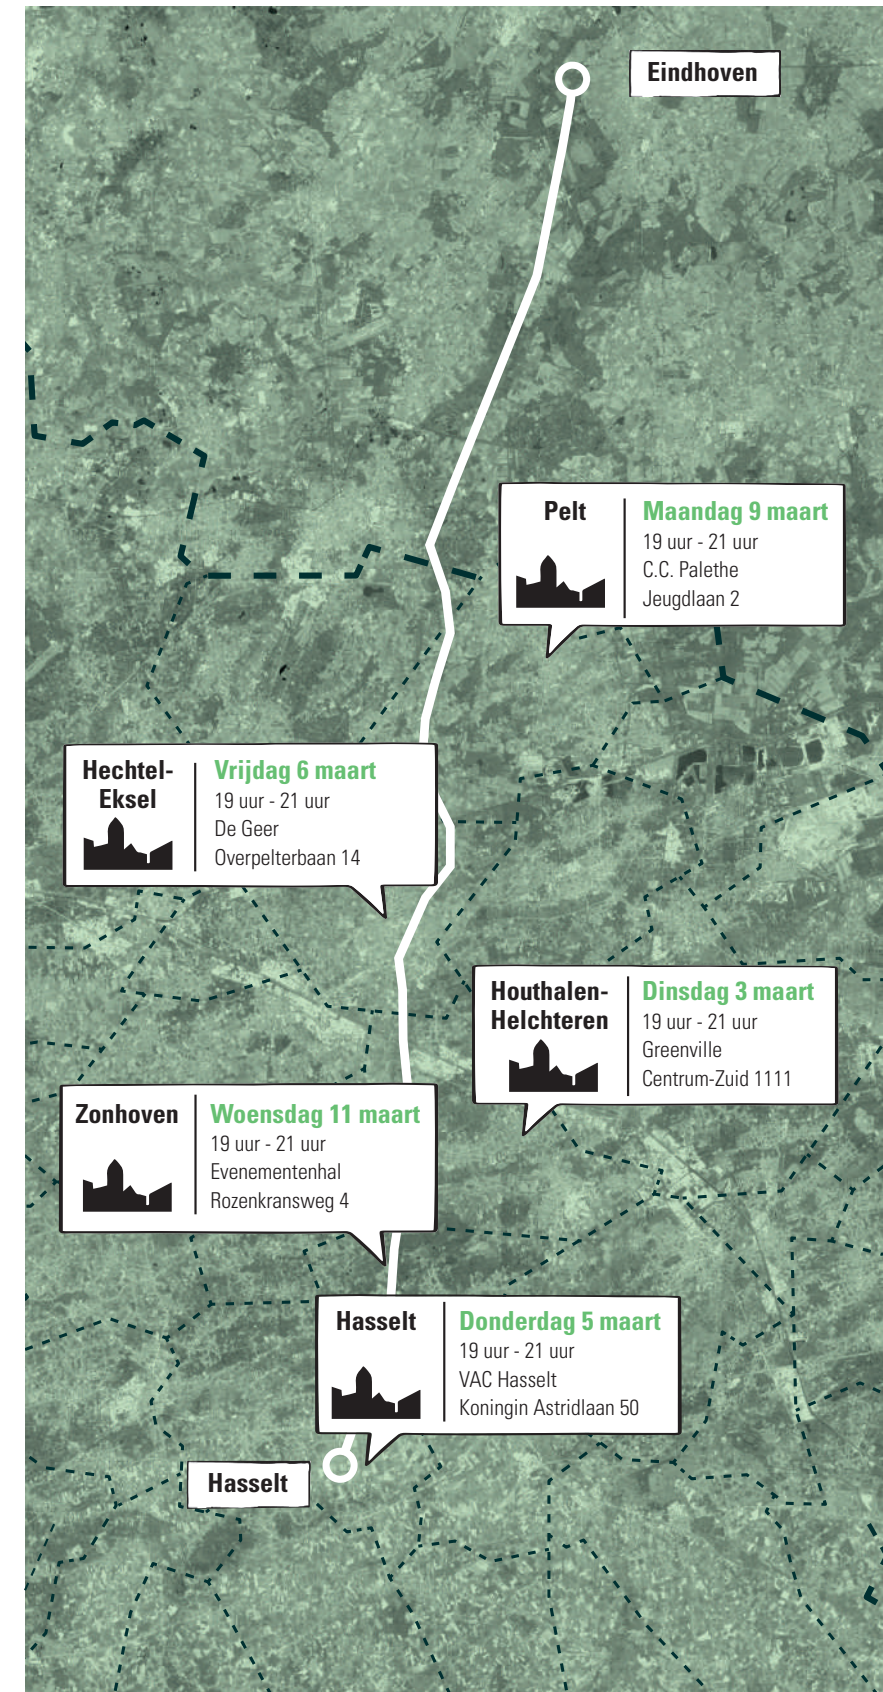 Eindhoven
Pelt
Maandag 9 maart
19 uur - 21 uur
C.C. Palethe
Jeugdlaan 2
Hechtel-
Eksel
Vrijdag 6 maart
19 uur - 21 uur
De Geer
Overpelterbaan 14
Houthalen-
Helchteren
Dinsdag 3 maart
19 uur - 21 uur
Greenville
Centrum-Zuid 1111
Zonhoven
Woensdag 11 maart
19 uur - 21 uur
Evenementenhal
Rozenkransweg 4
Hasselt
Donderdag 5 maart
19 uur - 21 uur
VAC Hasselt
Koningin Astridlaan 50
Hasselt